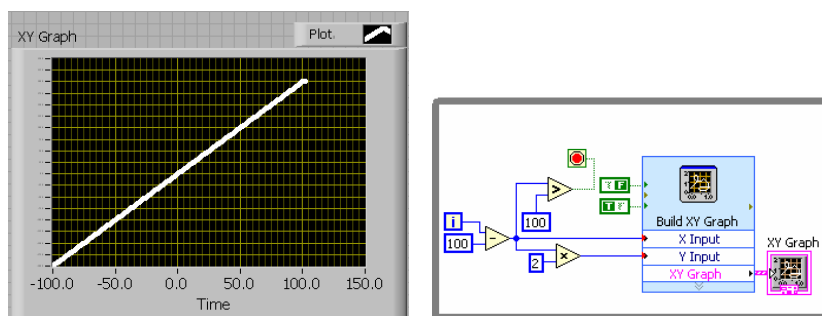 XY Graph
Plot
-100.0 -50.0 0.0 50.0 100.0 150.0
Time
F
T
i
100
-
>
100
2
×
Build XY Graph
X Input
Y Input
XY Graph
XY Graph